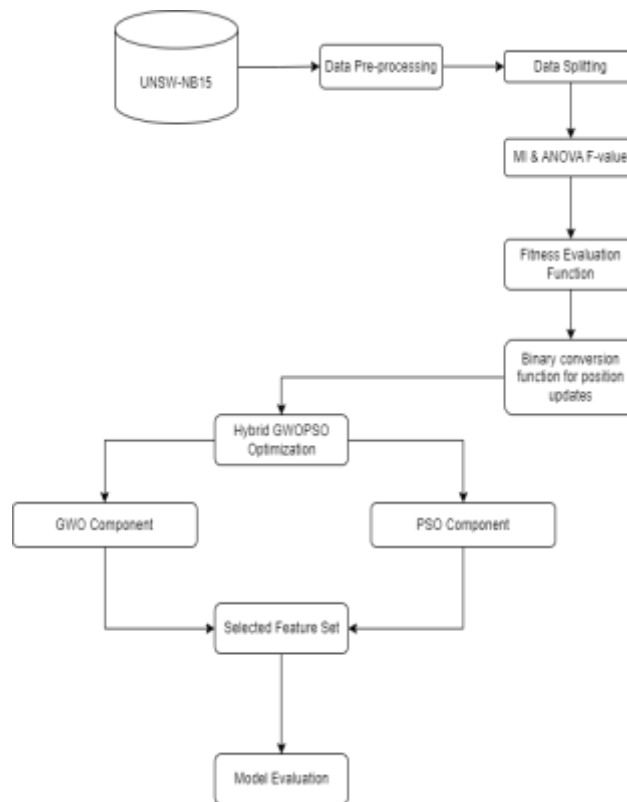 UNSW-NB15
Data Pre-processing
Data Splitting
MI & ANOVA F-value
Fitness Evaluation
Function
Binary conversion
function for position
updates
Hybrid GWOPSO
Optimization
GWO Component
PSO Component
Selected Feature Set
Model Evaluation